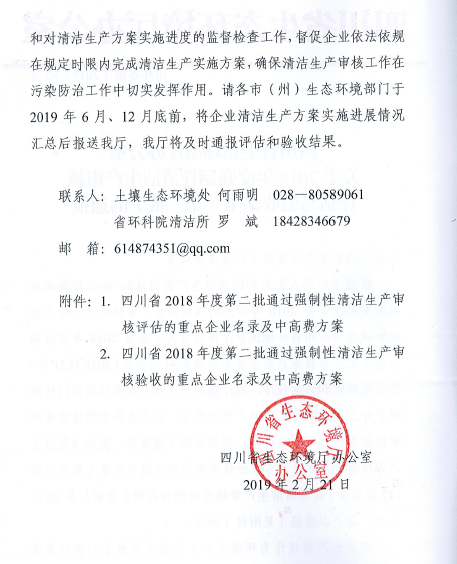 和对清洁生产方案实施进度的监督检查工作，督促企业依法依规
在规定时限内完成清洁生产实施方案，确保清洁生产审核工作在
污染防治工作中切实发挥作用。请各市（州）生态环境部门于
2019 年 6 月、12 月底前，将企业清洁生产方案实施进展情况
汇总后报送我厅，我厅将及时通报评估和验收结果。
联系人：土壤生态环境处 何雨明 028—80589061
省环科院清洁所 罗 斌 18428346679
邮 箱：614874351@qq.com
附件：1. 四川省 2018 年度第二批通过强制性清洁生产审
核评估的重点企业名录及中高费方案
2. 四川省 2018 年度第二批通过强制性清洁生产审
核验收的重点企业名录及中高费方案
四川省生态环境厅
办公室
四川省生态环境厅办公室
2019 年 2 月 21 日